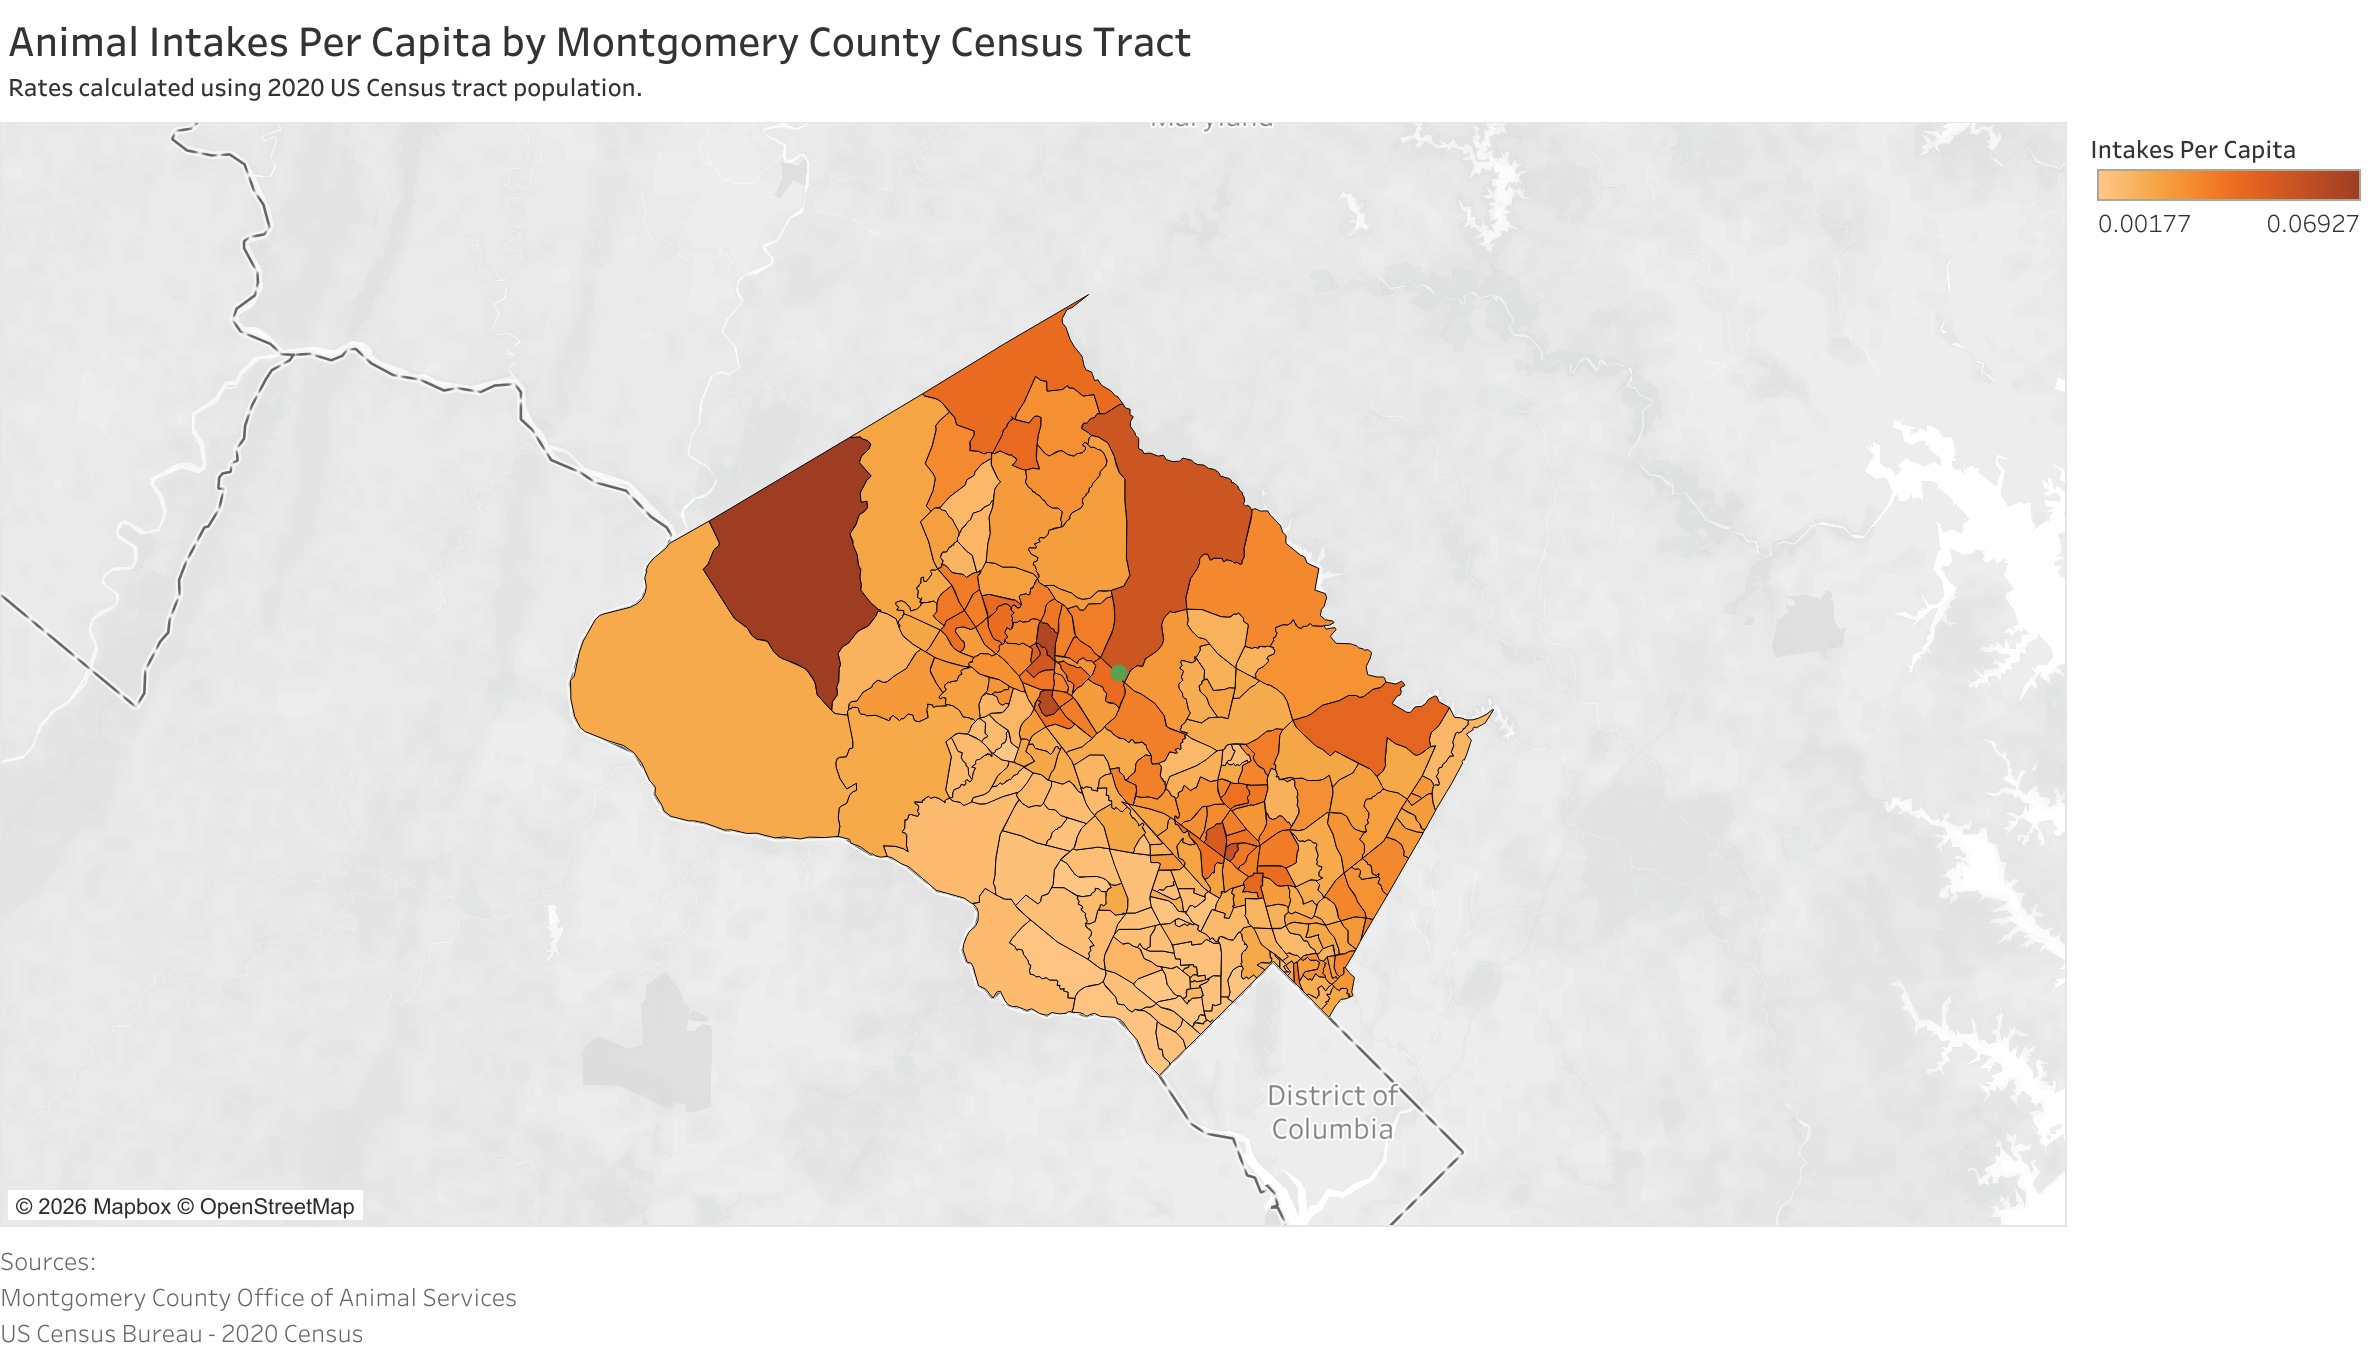 Animal Intakes Per Capita by Montgomery County Census Tract
Rates calculated using 2020 US Census tract population.
Maryland
Intakes Per Capita
0.00177 0.06927
District of
Columbia
© 2026 Mapbox © OpenStreetMap
Sources:
Montgomery County Office of Animal Services
US Census Bureau - 2020 Census